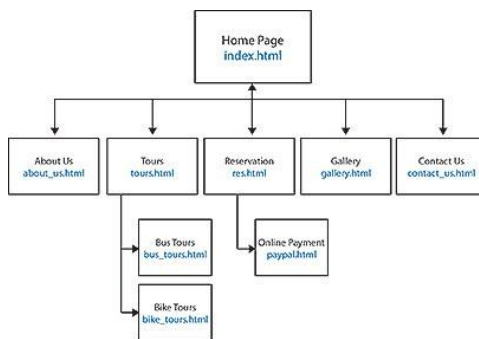 Home Page
index.html
About Us
about_us.html
Tours
tours.html
Reservation
res.html
Gallery
gallery.html
Contact Us
contact_us.html
Bus Tours
bus_tours.html
Online Payment
paypal.html
Bike Tours
bike_tours.html